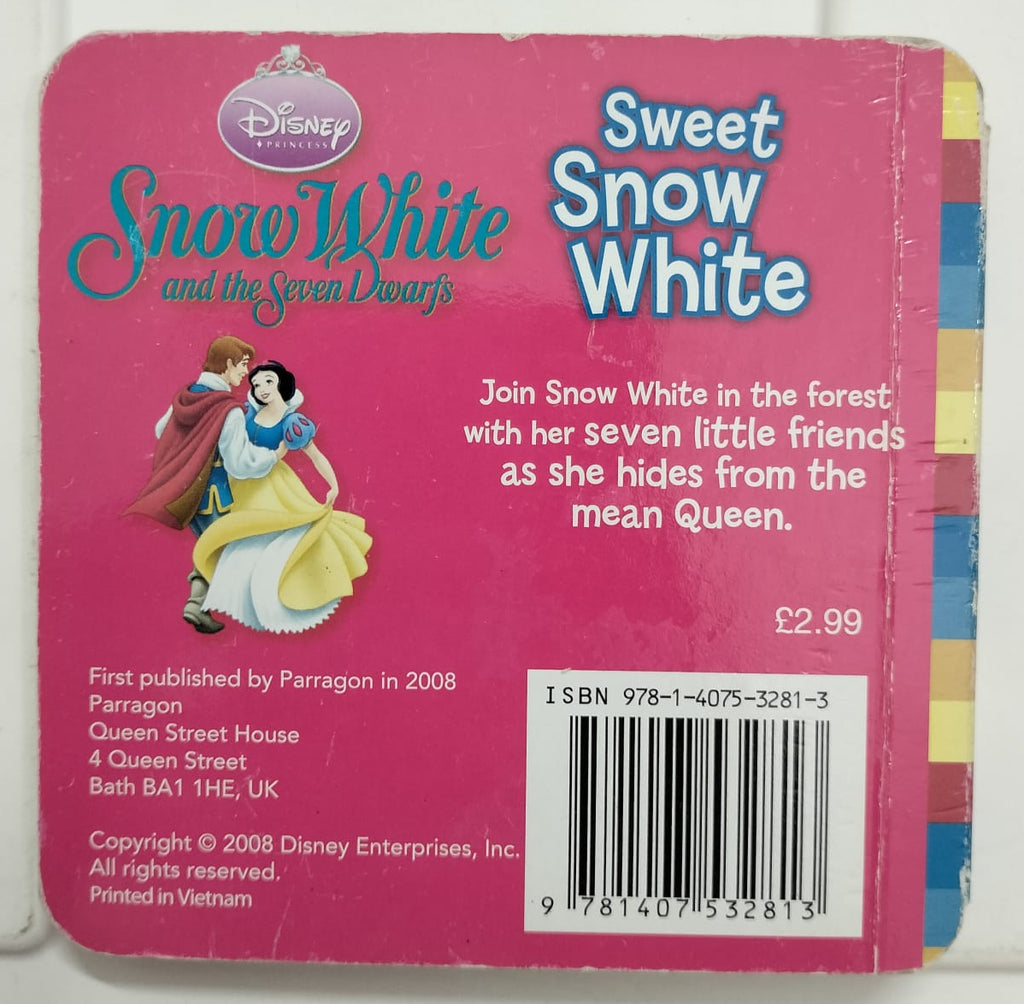 Disney
PRINCESS
Snow White
and the Seven Dwarfs
Sweet
Snow
White
Join Snow White in the forest
with her seven little friends
as she hides from the
mean Queen.
£2.99
First published by Parragon in 2008
Parragon
Queen Street House
4 Queen Street
Bath BA1 1HE, UK
Copyright © 2008 Disney Enterprises, Inc.
All rights reserved.
Printed in Vietnam
ISBN 978-1-4075-3281-3
9 781407 532813